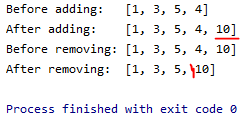 Before adding: [1, 3, 5, 4]
After adding: [1, 3, 5, 4, 10]
Before removing: [1, 3, 5, 4, 10]
After removing: [1, 3, 5, 10]
Process finished with exit code 0